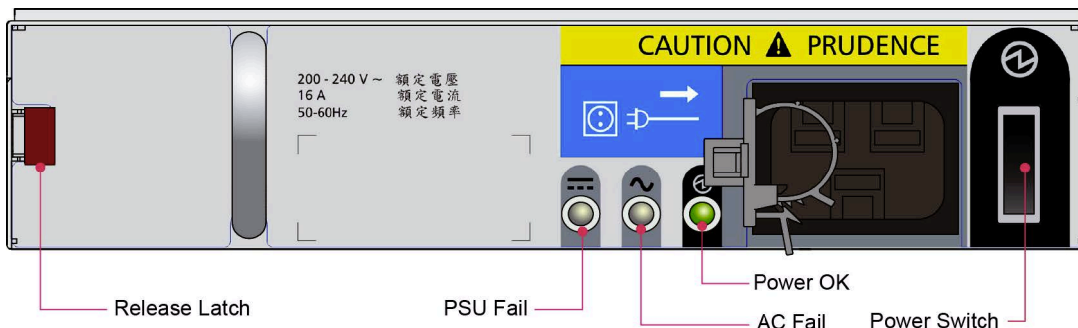 CAUTION ⚠ PRUDENCE
200 - 240 V ~ 額定電壓
16 A 額定電流
50-60Hz 額定頻率
Release Latch
PSU Fail
Power OK
AC Fail
Power Switch